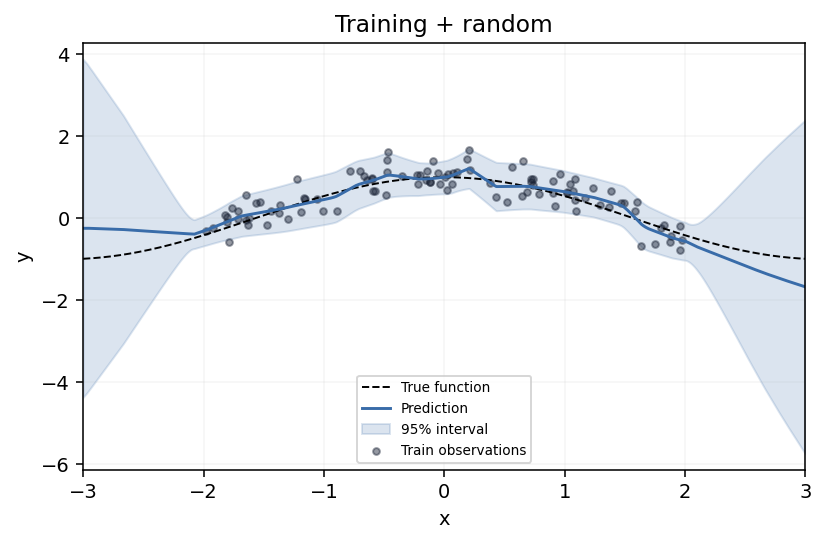 Training + random
4
2
0
−2
−4
−6
y
True function
Prediction
95% interval
Train observations
−3 −2 −1 0 1 2 3
x